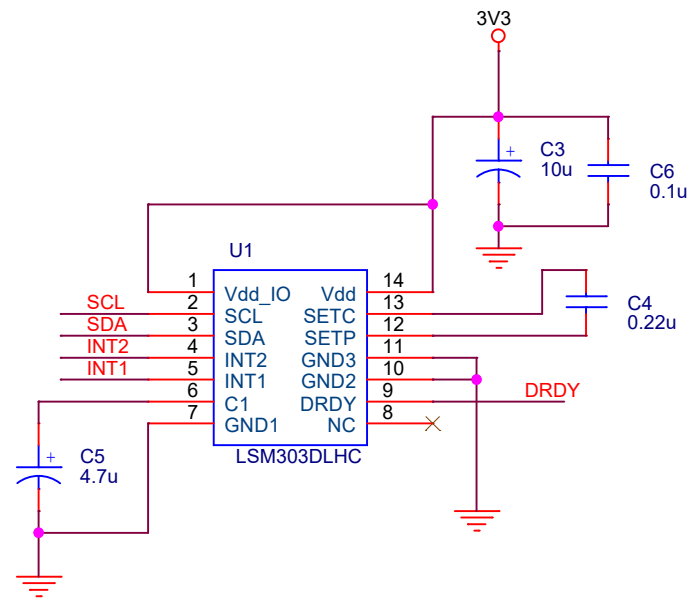 3V3
+
C3
10u
C6
0.1u
U1
1
Vdd_IO
Vdd
14
SCL
2
SCL
SETC
13
C4
0.22u
SDA
3
SDA
SETP
12
INT2
4
INT2
GND3
11
INT1
5
INT1
GND2
10
6
C1
DRDY
9
DRDY
7
GND1
NC
8
LSM303DLHC
+
C5
4.7u